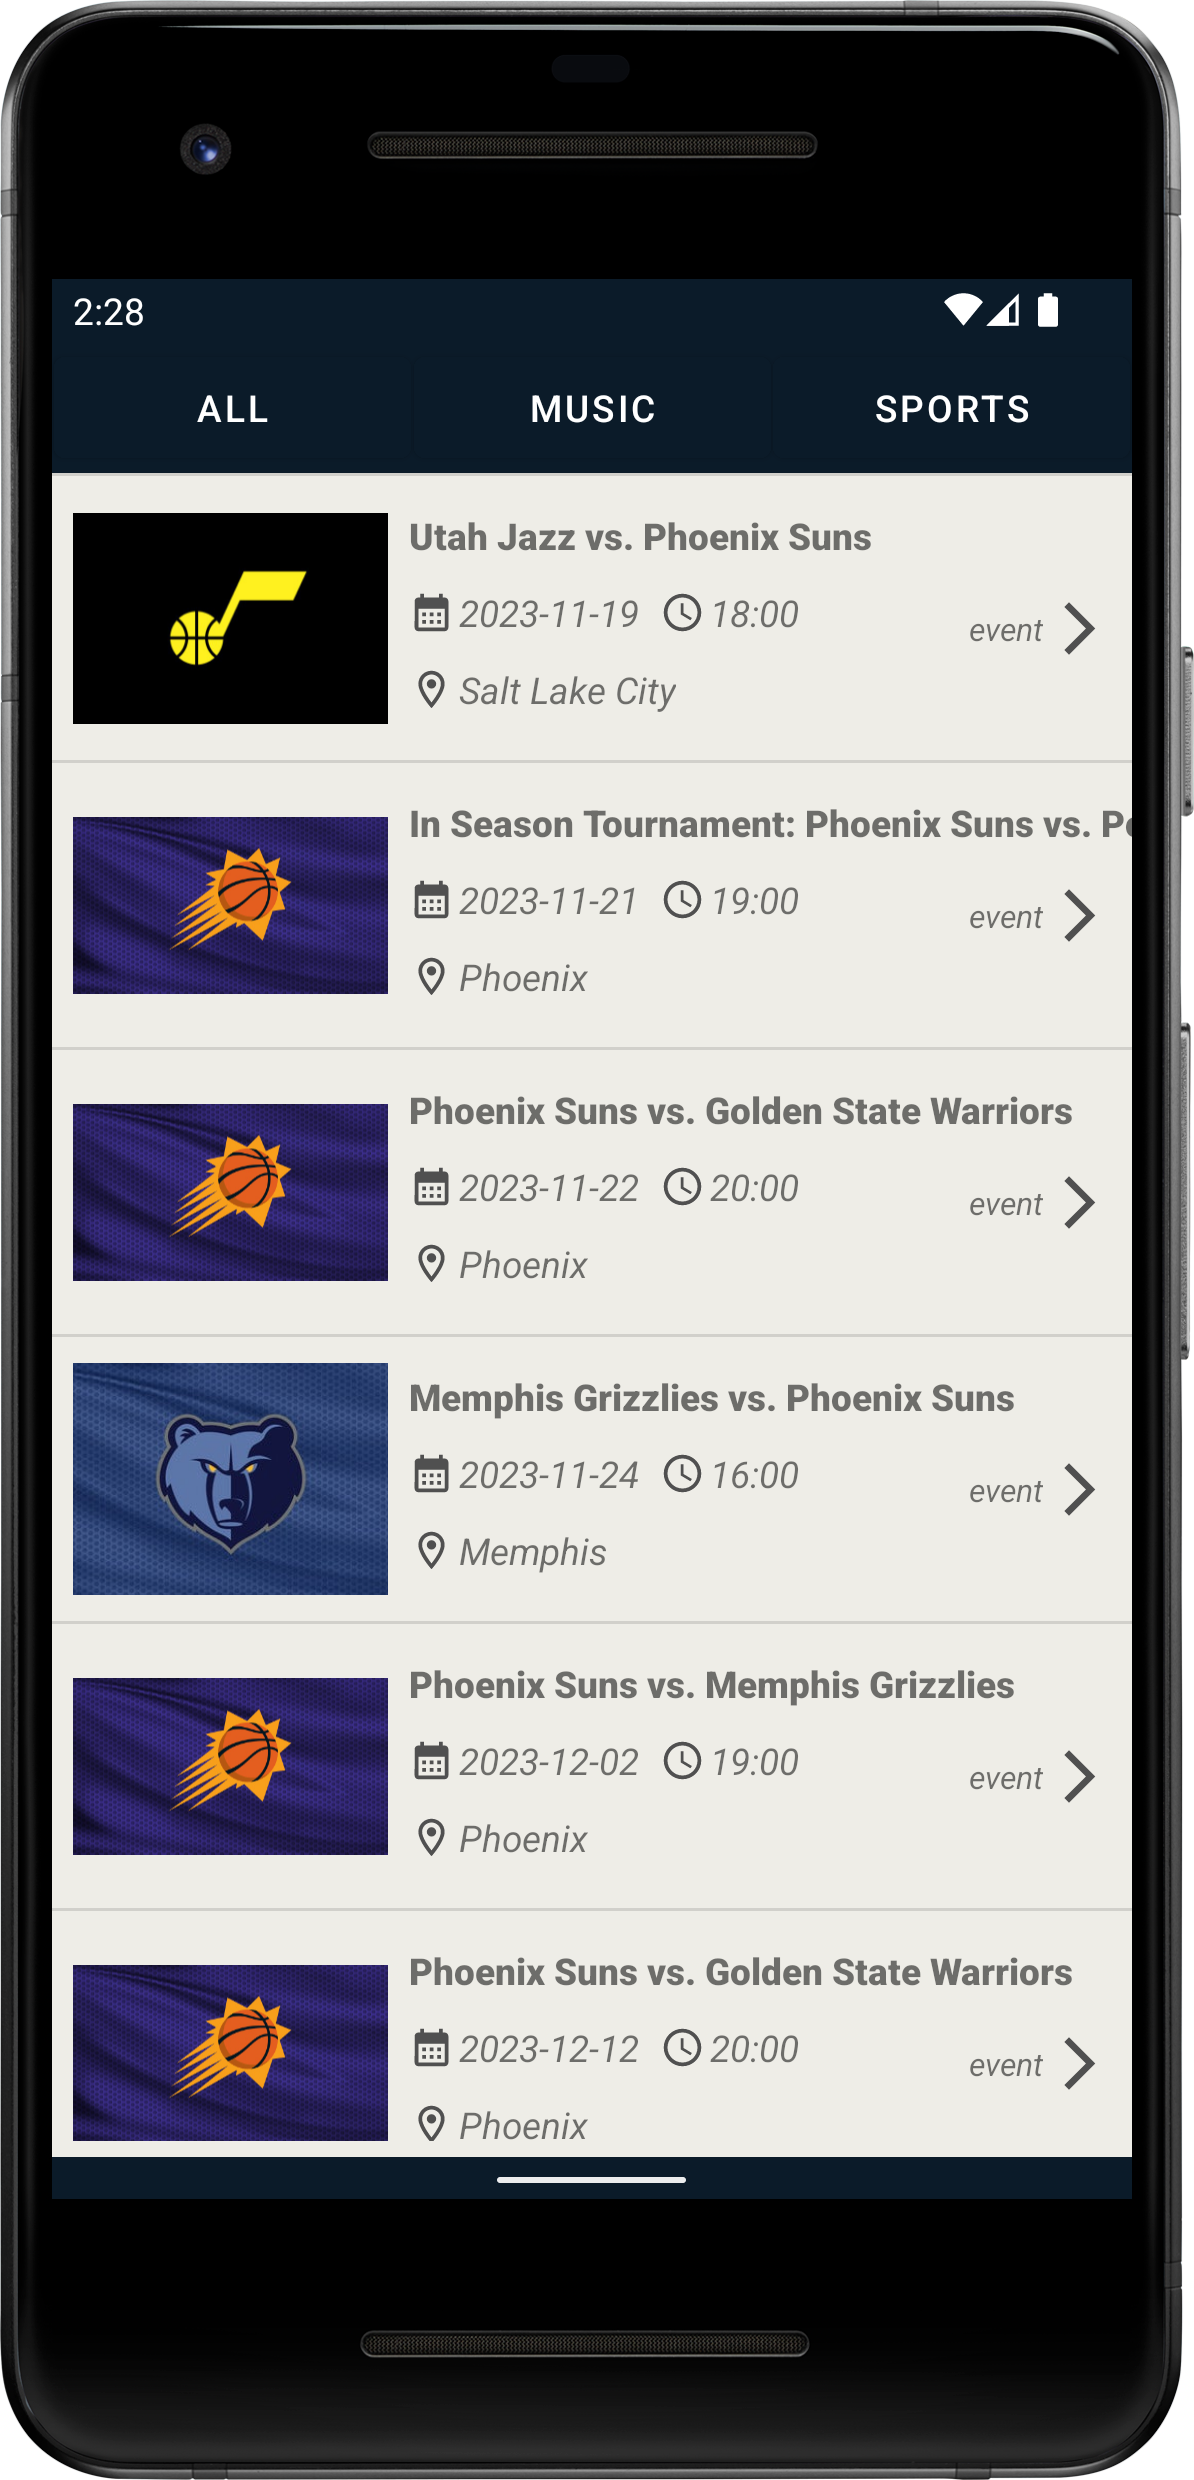 2:28
ALL MUSIC SPORTS
Utah Jazz vs. Phoenix Suns
2023-11-19 18:00
event
Salt Lake City
In Season Tournament: Phoenix Suns vs.
2023-11-21 19:00
event
Phoenix
Phoenix Suns vs. Golden State Warriors
2023-11-22 20:00
event
Phoenix
Memphis Grizzlies vs. Phoenix Suns
2023-11-24 16:00
event
Memphis
Phoenix Suns vs. Memphis Grizzlies
2023-12-02 19:00
event
Phoenix
Phoenix Suns vs. Golden State Warriors
2023-12-12 20:00
event
Phoenix